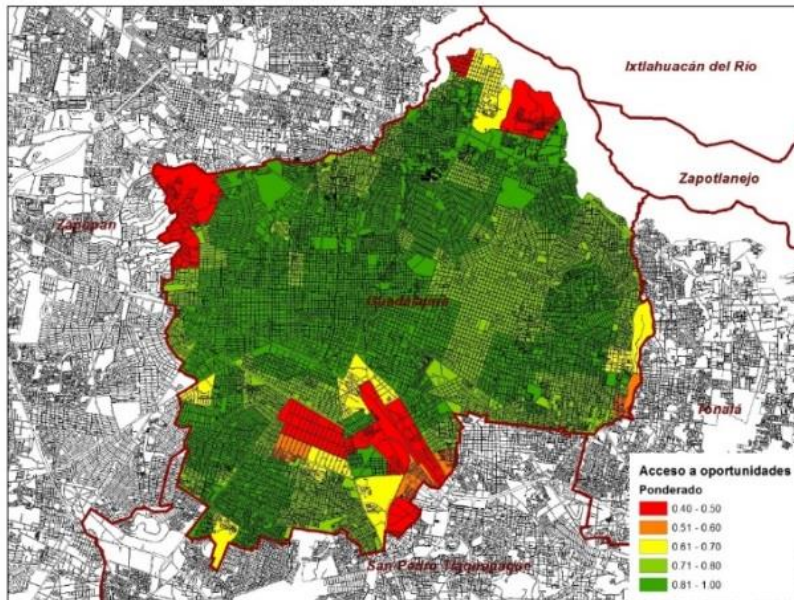 Ixtlahuacán del Río
Zapotlanejo
Zapopan
Guadalajara
Tonalá
San Pedro Tlaquepaque
Acceso a oportunidades
Ponderado
0.40 - 0.50
0.51 - 0.60
0.61 - 0.70
0.71 - 0.80
0.81 - 1.00